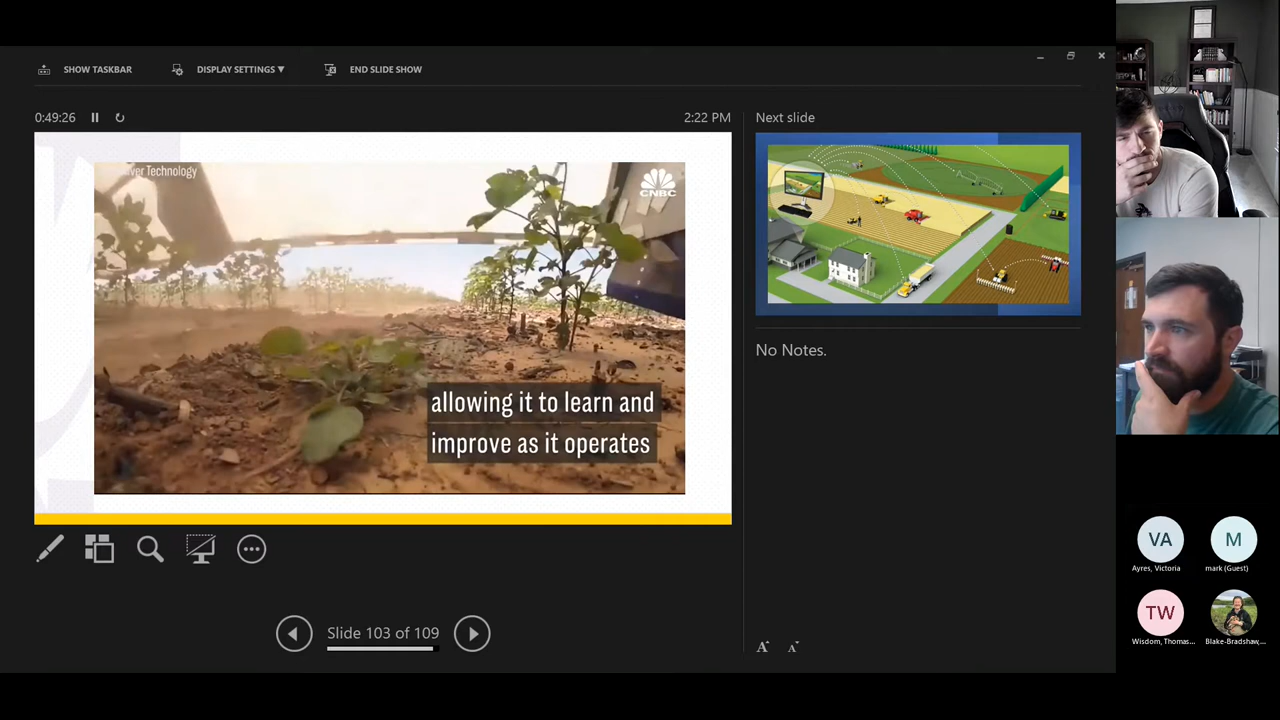 SHOW TASKBAR
DISPLAY SETTINGS ▼
END SLIDE SHOW
0:49:26
2:22 PM
Next slide
Technology
CNBC
allowing it to learn and
improve as it operates
No Notes.
Slide 103 of 109
A A
VA
M
Ayres, Victoria
mark (Guest)
TW
Wisdom, Thomas...
Blake-Bradshaw,...